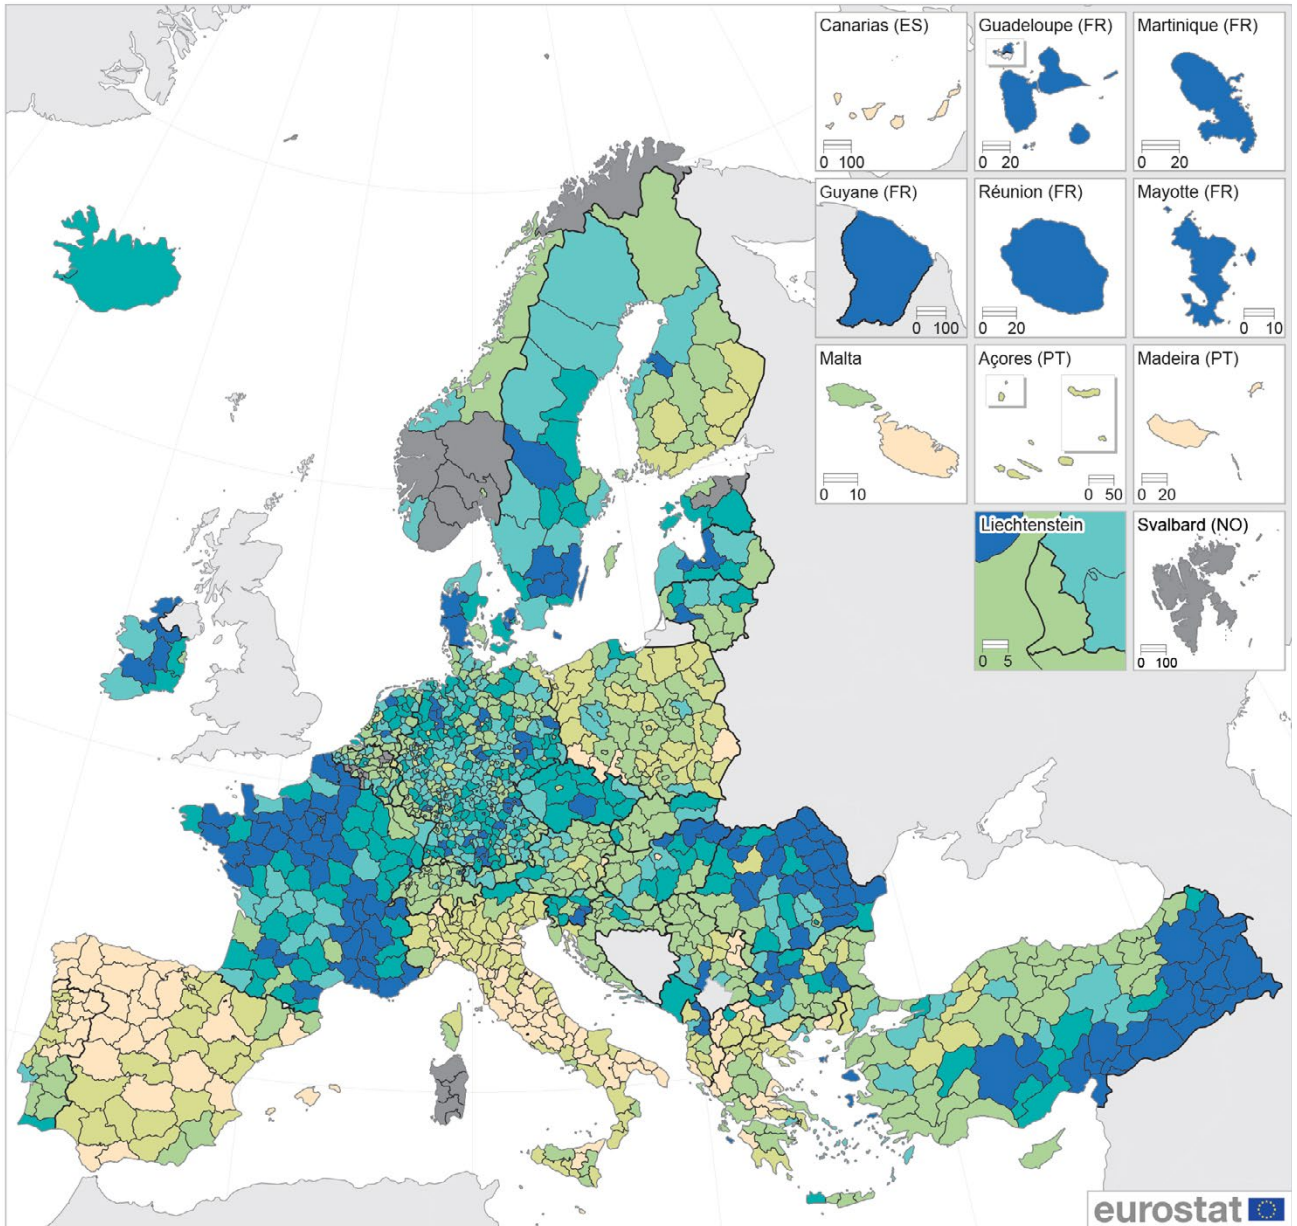 Canarias (ES)
0 100
Guadeloupe (FR)
0 20
Martinique (FR)
0 20
Guyane (FR)
0 100
Réunion (FR)
0 20
Mayotte (FR)
0 10
Malta
0 10
Açores (PT)
0 50
Madeira (PT)
0 20
Liechtenstein
0 5
Svalbard (NO)
0 100
eurostat